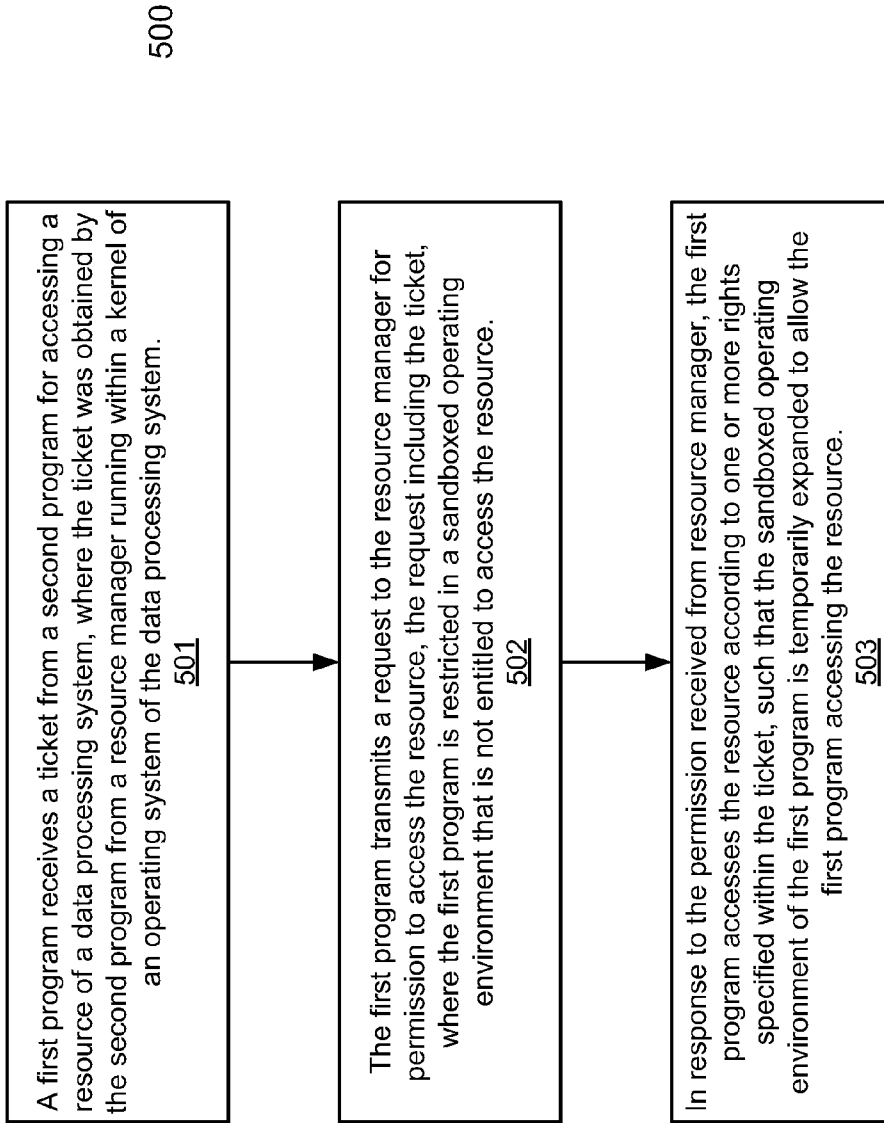 500
A first program receives a ticket from a second program for accessing a
resource of a data processing system, where the ticket was obtained by
the second program from a resource manager running within a kernel of
an operating system of the data processing system.
501
The first program transmits a request to the resource manager for
permission to access the resource, the request including the ticket,
where the first program is restricted in a sandboxed operating
environment that is not entitled to access the resource.
502
In response to the permission received from resource manager, the first
program accesses the resource according to one or more rights
specified within the ticket, such that the sandboxed operating
environment of the first program is temporarily expanded to allow the
first program accessing the resource.
503